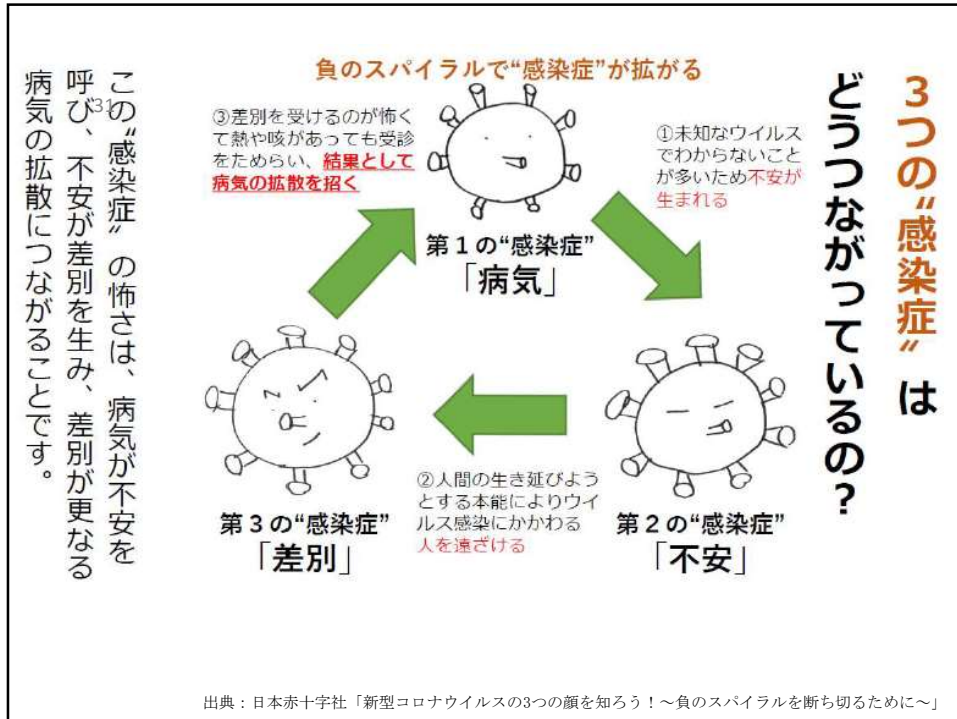 3つの“感染症”は
どうつながっているの？
負のスパイラルで“感染症”が拡がる
①未知なウイルス
でわからないこと
が多いため不安が
生まれる
第１の“感染症”
「病気」
②人間の生き延びよう
とする本能によりウイ
ルス感染にかかわる
人を遠ざける
第２の“感染症”
「不安」
③差別を受けるのが怖く
て熱や咳があっても受診
をためらい、結果として
病気の拡散を招く
第３の“感染症”
「差別」
この“感染症”の怖さは、病気が不安を
呼び、不安が差別を生み、差別が更なる
病気の拡散につながることです。
31
出典：日本赤十字社「新型コロナウイルスの3つの顔を知ろう！～負のスパイラルを断ち切るために～」